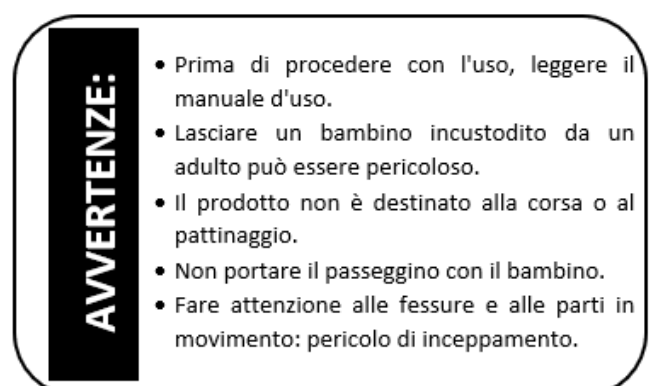 AVVERTENZE:
• Prima di procedere con l'uso, leggere il
manuale d'uso.
• Lasciare un bambino incustodito da un
adulto può essere pericoloso.
• Il prodotto non è destinato alla corsa o al
pattinaggio.
• Non portare il passeggino con il bambino.
• Fare attenzione alle fessure e alle parti in
movimento: pericolo di inceppamento.